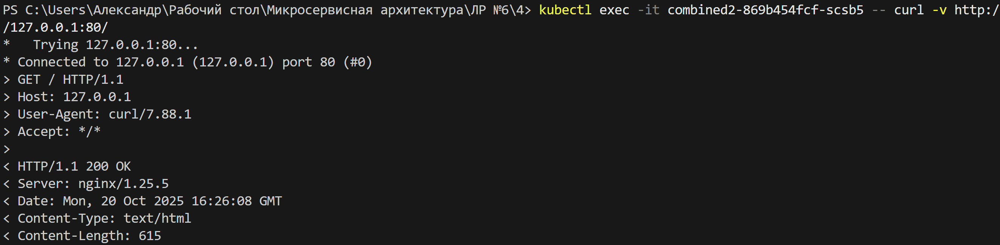 PS C:\Users\Александр\Рабочий стол\Микросервисная архитектура\ЛР №6\4> kubectl exec -it combined2-869b454fcf-scsb5 -- curl -v http:/
/127.0.0.1:80/
*   Trying 127.0.0.1:80...
* Connected to 127.0.0.1 (127.0.0.1) port 80 (#0)
> GET / HTTP/1.1
> Host: 127.0.0.1
> User-Agent: curl/7.88.1
> Accept: */*
>
< HTTP/1.1 200 OK
< Server: nginx/1.25.5
< Date: Mon, 20 Oct 2025 16:26:08 GMT
< Content-Type: text/html
< Content-Length: 615